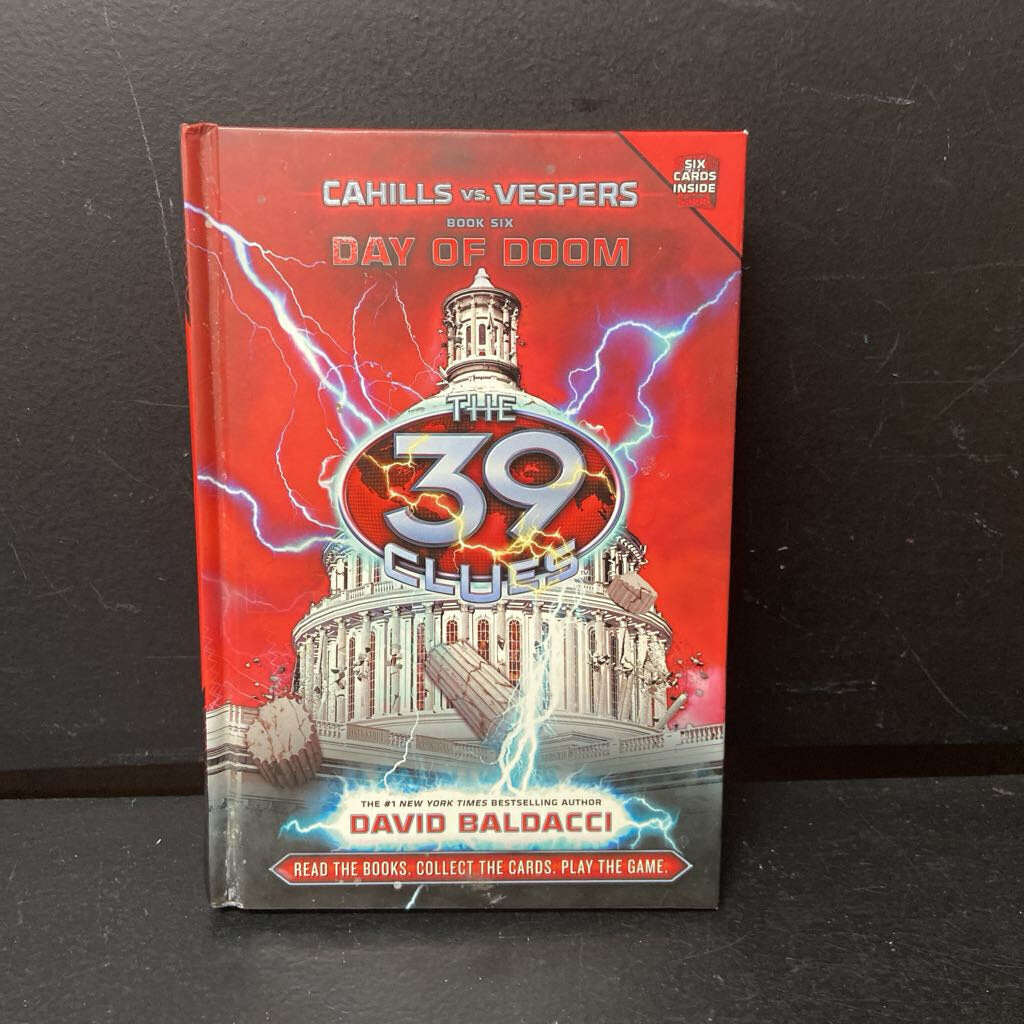 SIX
CARDS
INSIDE
CAHILLS vs. VESPERS
BOOK SIX
DAY OF DOOM
THE
39
CLUES
THE #1 NEW YORK TIMES BESTSELLING AUTHOR
DAVID BALDACCI
READ THE BOOKS. COLLECT THE CARDS. PLAY THE GAME.